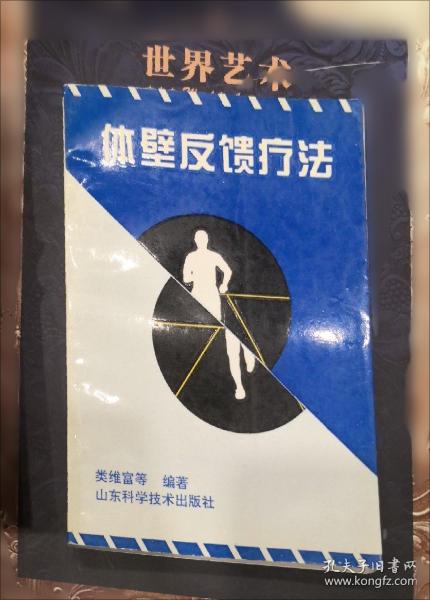 世界艺术
体壁反馈疗法
类维富等 编著
山东科学技术出版社
孔夫子旧书网
www.kongfz.com